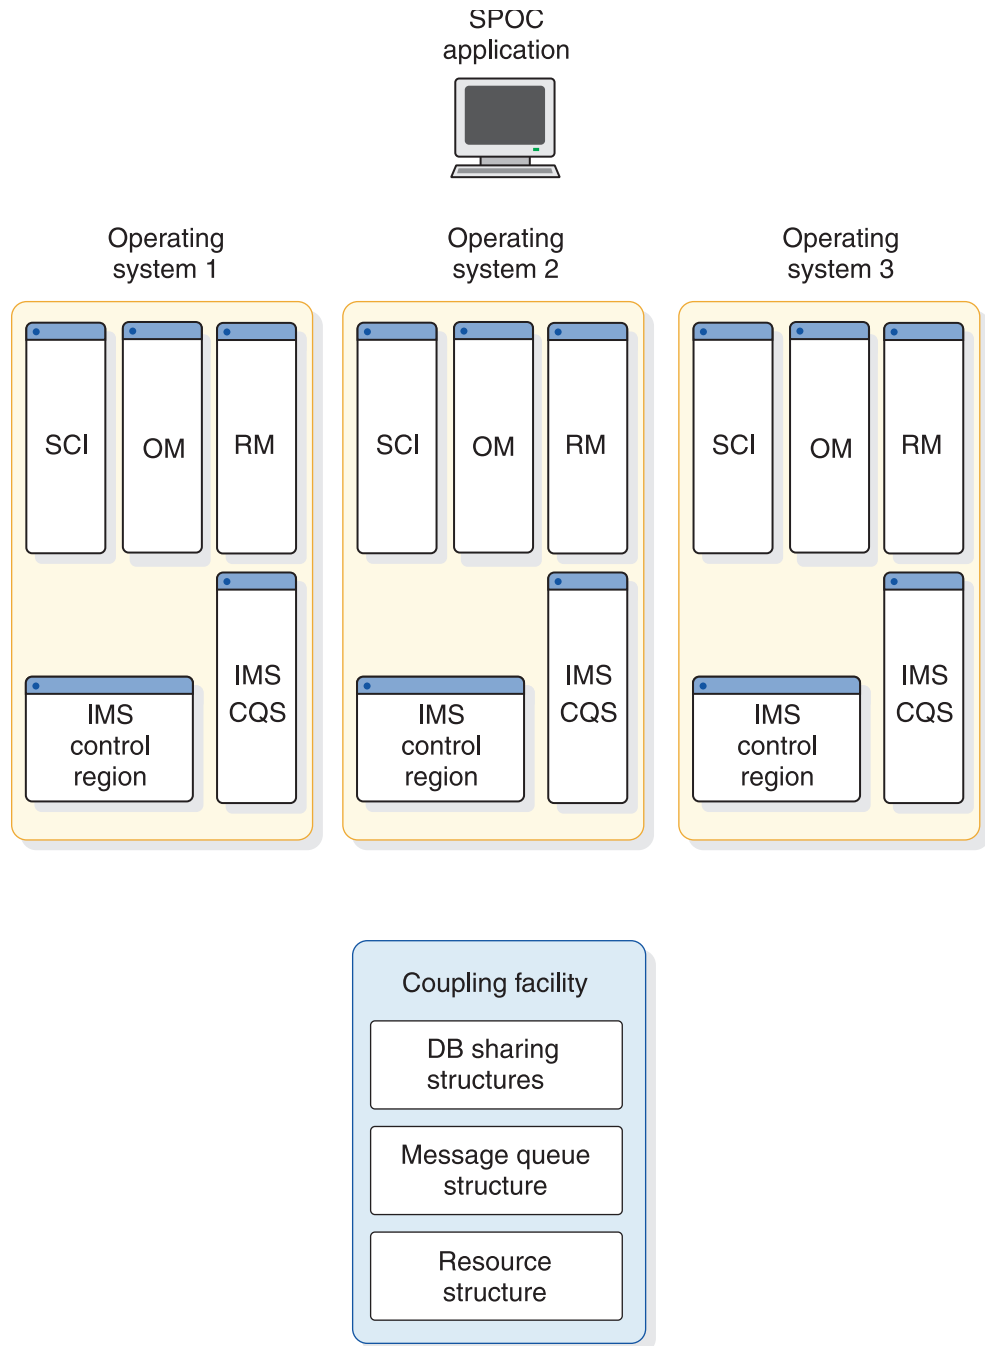 SPOC
application
Operating
system 1
Operating
system 2
Operating
system 3
SCI
OM
RM
IMS
CQS
IMS
control
region
SCI
OM
RM
IMS
CQS
IMS
control
region
SCI
OM
RM
IMS
CQS
IMS
control
region
Coupling facility
DB sharing
structures
Message queue
structure
Resource
structure